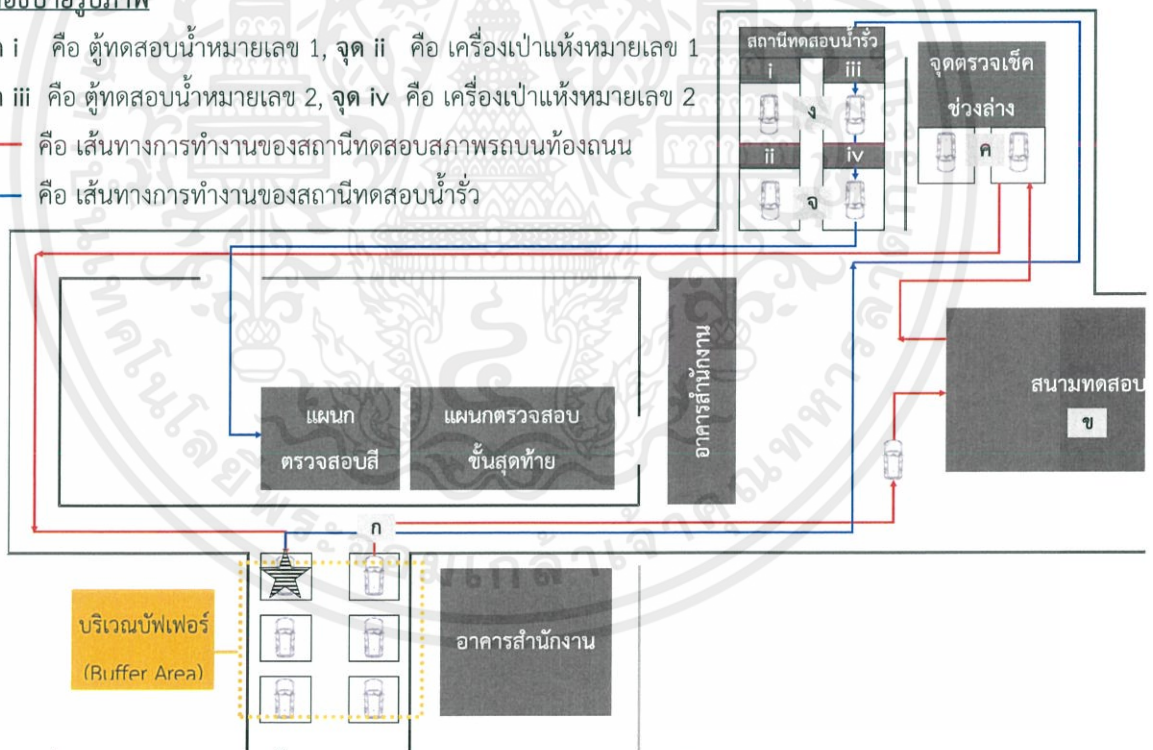 i คือ ตู้ทดสอบน้ำหมายเลข 1, จุด ii คือ เครื่องเป่าแห้งหมายเลข 1
iii คือ ตู้ทดสอบน้ำหมายเลข 2, จุด iv คือ เครื่องเป่าแห้งหมายเลข 2
คือ เส้นทางการทำงานของสถานีทดสอบสภาพรถบนท้องถนน
คือ เส้นทางการทำงานของสถานีทดสอบน้ำรั่ว
สถานีทดสอบน้ำรั่ว
i iii
ง
ii iv
จ
จุดตรวจเช็ค
ช่วงล่าง
ค
อาคารสำนักงาน
สนามทดสอบ
ข
แผนก
ตรวจสอบสี
แผนกตรวจสอบ
ขั้นสุดท้าย
ก
บริเวณบัฟเฟอร์
(Buffer Area)
อาคารสำนักงาน